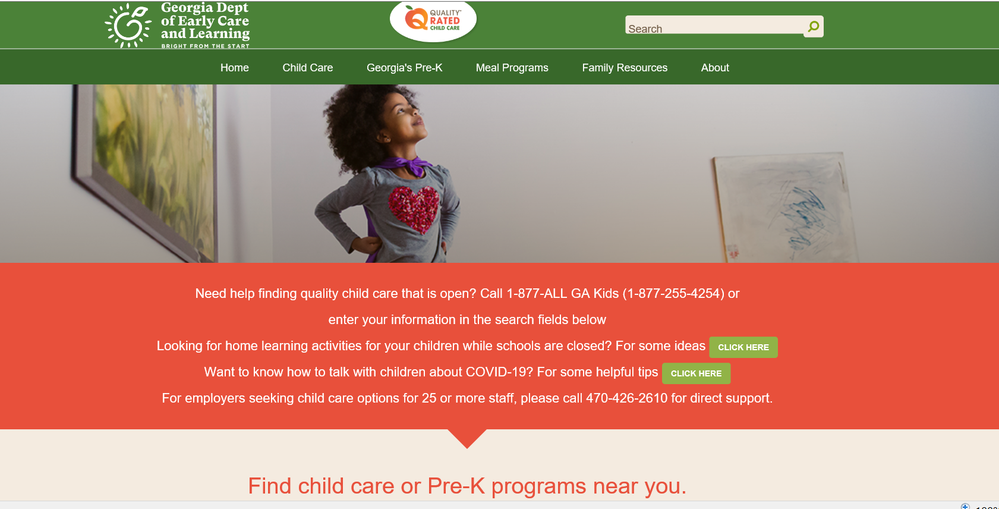 Georgia Dept
of Early Care
and Learning
BRIGHT FROM THE START
QUALITY™
RATED
CHILD CARE
Search
Home Child Care Georgia's Pre-K Meal Programs Family Resources About
Need help finding quality child care that is open? Call 1-877-ALL GA Kids (1-877-255-4254) or
enter your information in the search fields below
Looking for home learning activities for your children while schools are closed? For some ideas CLICK HERE
Want to know how to talk with children about COVID-19? For some helpful tips CLICK HERE
For employers seeking child care options for 25 or more staff, please call 470-426-2610 for direct support.
Find child care or Pre-K programs near you.